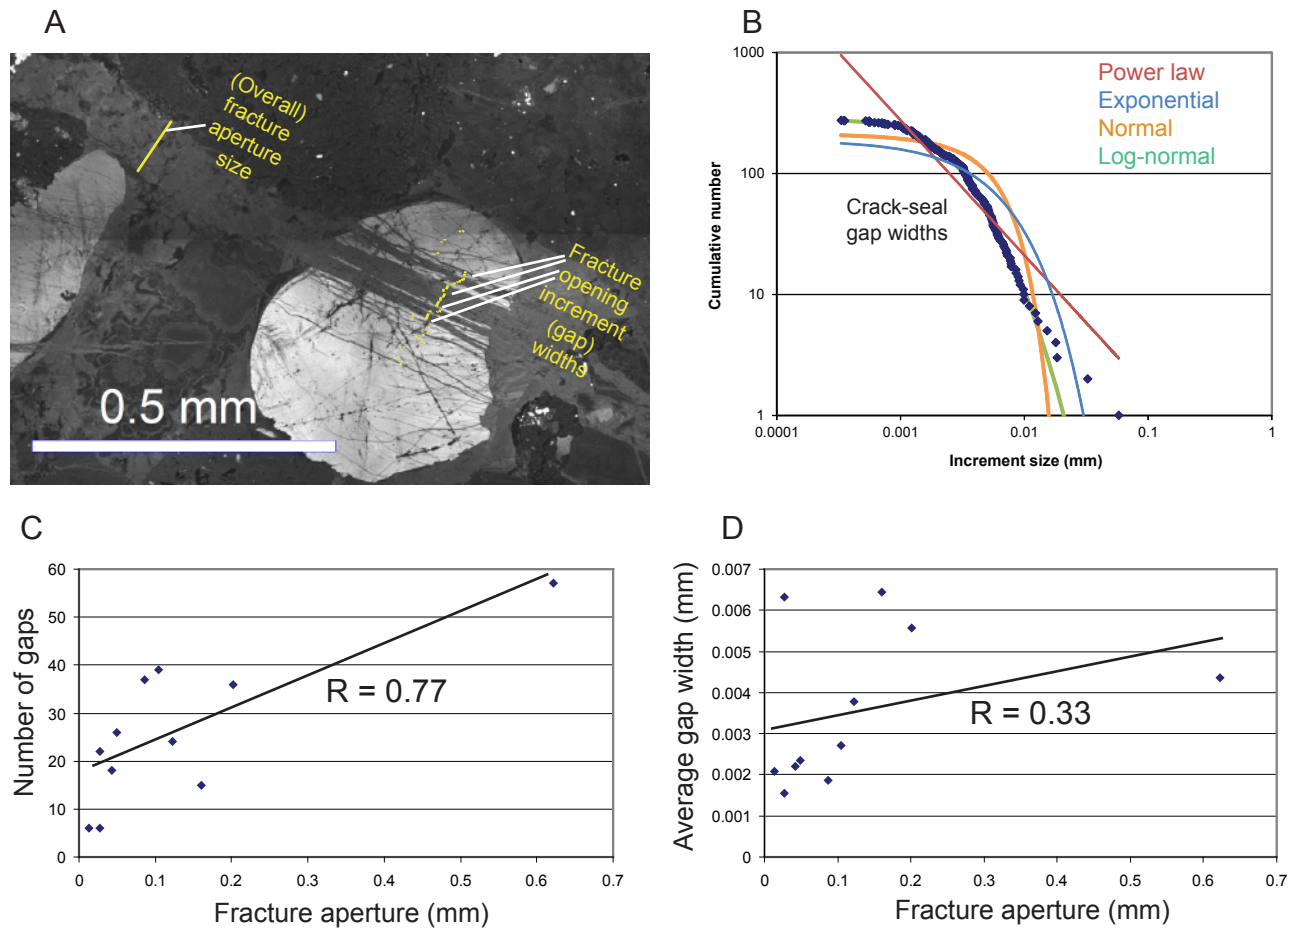 A
(Overall)
fracture
aperture
size
Fracture
opening
increment
(gap)
widths
0.5 mm
B
1000
100
10
1
Cumulative number
Power law
Exponential
Normal
Log-normal
Crack-seal
gap widths
0.0001
0.001
0.01
0.1
1
Increment size (mm)
C
60
50
40
30
20
10
0
Number of gaps
R = 0.77
0
0.1
0.2
0.3
0.4
0.5
0.6
0.7
Fracture aperture (mm)
D
0.007
0.006
0.005
0.004
0.003
0.002
0.001
0
Average gap width (mm)
R = 0.33
0
0.1
0.2
0.3
0.4
0.5
0.6
0.7
Fracture aperture (mm)